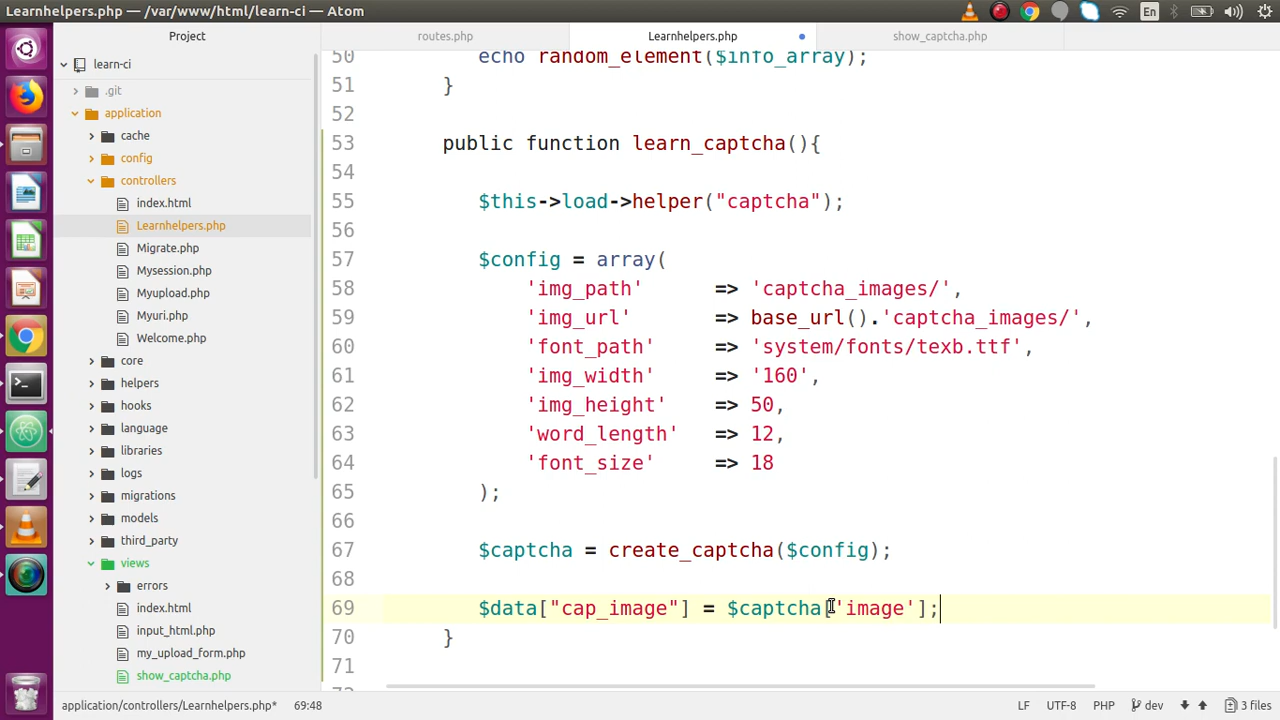 Learnhelpers.php — /var/www/html/learn-ci — Atom
En
Project
routes.php
Learnhelpers.php
show_captcha.php
learn-ci
.git
application
cache
config
controllers
index.html
Learnhelpers.php
Migrate.php
Mysession.php
Myupload.php
Myuri.php
Welcome.php
core
helpers
hooks
language
libraries
logs
migrations
models
third_party
views
errors
index.html
input_html.php
my_upload_form.php
show_captcha.php
50 echo random_element($info_array);
51 }
52
53 public function learn_captcha(){
54
55 $this->load->helper("captcha");
56
57 $config = array(
58 'img_path' => 'captcha_images/',
59 'img_url' => base_url().'captcha_images/',
60 'font_path' => 'system/fonts/texb.ttf',
61 'img_width' => '160',
62 'img_height' => 50,
63 'word_length' => 12,
64 'font_size' => 18
65 );
66
67 $captcha = create_captcha($config);
68
69 $data["cap_image"] = $captcha['image'];
70 }
71
application/controllers/Learnhelpers.php* 69:48 LF UTF-8 PHP dev 3 files